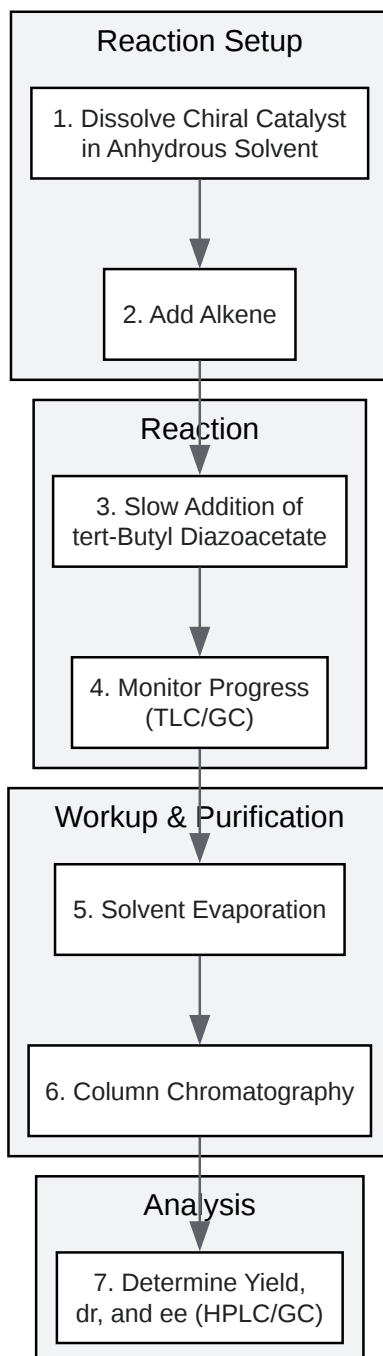 Reaction Setup
1. Dissolve Chiral Catalyst
in Anhydrous Solvent
2. Add Alkene
Reaction
3. Slow Addition of
tert-Butyl Diazoacetate
4. Monitor Progress
(TLC/GC)
Workup & Purification
5. Solvent Evaporation
6. Column Chromatography
Analysis
7. Determine Yield,
dr, and ee (HPLC/GC)